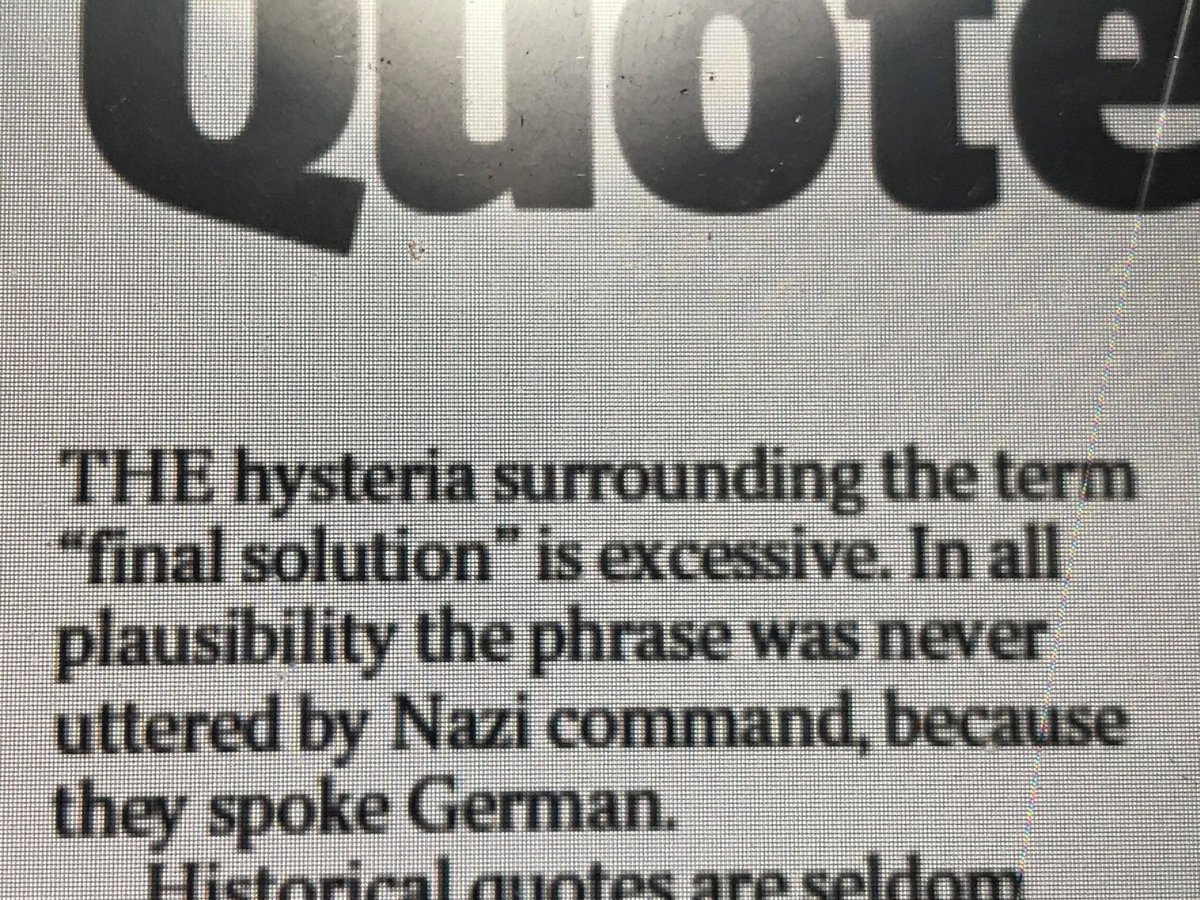 Quote
THE hysteria surrounding the term
“final solution” is excessive. In all
plausibility the phrase was never
uttered by Nazi command, because
they spoke German.
Historical quotes are seldom